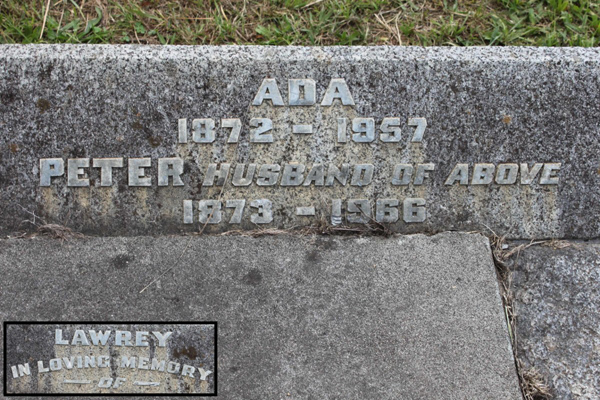 ADA
1872 - 1957
PETER HUSBAND OF ABOVE
1873 - 1966
LAWREY
IN LOVING MEMORY
— OF —